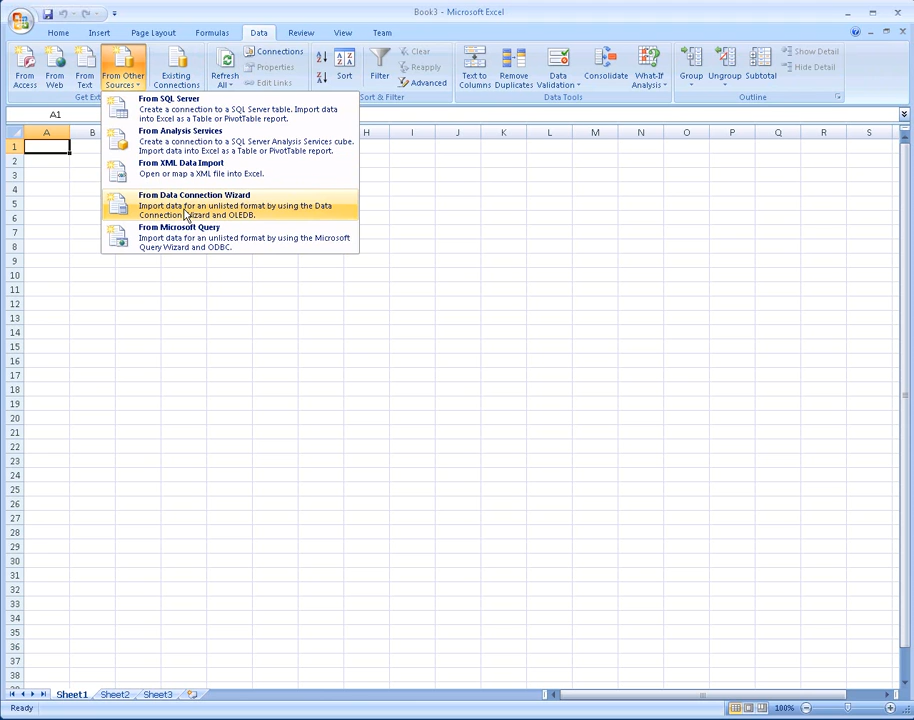 Book3 - Microsoft Excel
Home Insert Page Layout Formulas Data Review View Team
From Access
From Web
From Text
From Other Sources
Existing Connections
Refresh All
Connections
Properties
Edit Links
Sort
Filter
Clear
Reapply
Advanced
Text to Columns
Remove Duplicates
Data Validation
Consolidate
What-If Analysis
Group
Ungroup
Subtotal
Show Detail
Hide Detail
Get Ex
Sort & Filter
Data Tools
Outline
A1
From SQL Server
Create a connection to a SQL Server table. Import data
into Excel as a Table or PivotTable report.
From Analysis Services
Create a connection to a SQL Server Analysis Services cube.
Import data into Excel as a Table or PivotTable report.
From XML Data Import
Open or map a XML file into Excel.
From Data Connection Wizard
Import data for an unlisted format by using the Data
Connection Wizard and OLEDB.
From Microsoft Query
Import data for an unlisted format by using the Microsoft
Query Wizard and ODBC.
A B H I J K L M N O P Q R S
1
2
3
4
5
6
7
8
9
10
11
12
13
14
15
16
17
18
19
20
21
22
23
24
25
26
27
28
29
30
31
32
33
34
35
36
37
38
Sheet1 Sheet2 Sheet3
Ready
100%